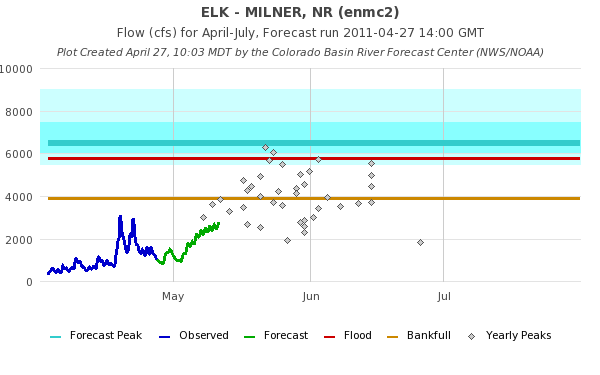 ELK - MILNER, NR (enmc2)
Flow (cfs) for April-July, Forecast run 2011-04-27 14:00 GMT
Plot Created April 27, 10:03 MDT by the Colorado Basin River Forecast Center (NWS/NOAA)
10000
8000
6000
4000
2000
0
May Jun Jul
Forecast Peak Observed Forecast Flood Bankfull Yearly Peaks